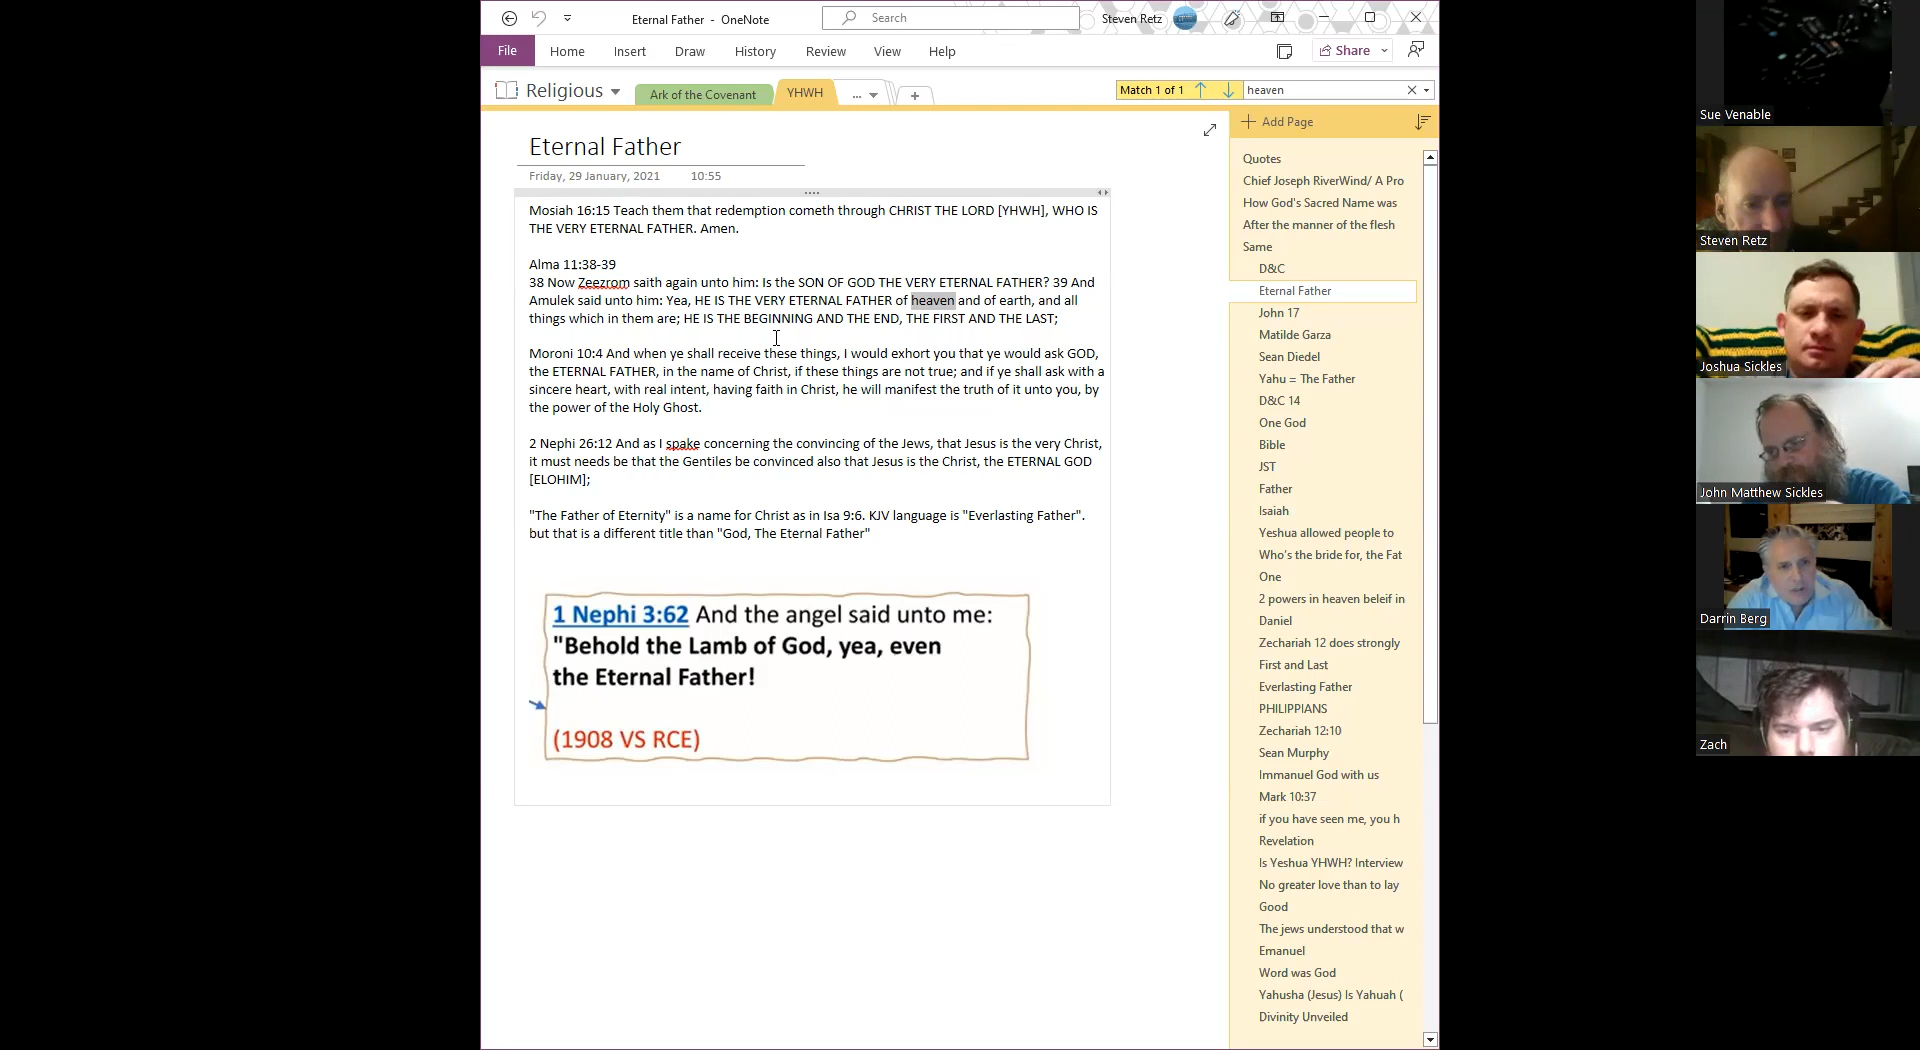 Eternal Father - OneNote
Search
Steven Retz
File
Home
Insert
Draw
History
Review
View
Help
Share
Religious
Ark of the Covenant
YHWH
...
Match 1 of 1
heaven
Eternal Father
Friday, 29 January, 2021 10:55
Mosiah 16:15 Teach them that redemption cometh through CHRIST THE LORD [YHWH], WHO IS
THE VERY ETERNAL FATHER. Amen.
Alma 11:38-39
38 Now Zeezrom saith again unto him: Is the SON OF GOD THE VERY ETERNAL FATHER? 39 And
Amulek said unto him: Yea, HE IS THE VERY ETERNAL FATHER of heaven and of earth, and all
things which in them are; HE IS THE BEGINNING AND THE END, THE FIRST AND THE LAST;
Moroni 10:4 And when ye shall receive these things, I would exhort you that ye would ask GOD,
the ETERNAL FATHER, in the name of Christ, if these things are not true; and if ye shall ask with a
sincere heart, with real intent, having faith in Christ, he will manifest the truth of it unto you, by
the power of the Holy Ghost.
2 Nephi 26:12 And as I spake concerning the convincing of the Jews, that Jesus is the very Christ,
it must needs be that the Gentiles be convinced also that Jesus is the Christ, the ETERNAL GOD
[ELOHIM];
"The Father of Eternity" is a name for Christ as in Isa 9:6. KJV language is "Everlasting Father".
but that is a different title than "God, The Eternal Father"
1 Nephi 3:62 And the angel said unto me:
"Behold the Lamb of God, yea, even
the Eternal Father!
(1908 VS RCE)
Add Page
Quotes
Chief Joseph RiverWind/ A Pro
How God's Sacred Name was
After the manner of the flesh
Same
D&C
Eternal Father
John 17
Matilde Garza
Sean Diedel
Yahu = The Father
D&C 14
One God
Bible
JST
Father
Isaiah
Yeshua allowed people to
Who's the bride for, the Fat
One
2 powers in heaven beleif in
Daniel
Zechariah 12 does strongly
First and Last
Everlasting Father
PHILIPPIANS
Zechariah 12:10
Sean Murphy
Immanuel God with us
Mark 10:37
if you have seen me, you h
Revelation
Is Yeshua YHWH? Interview
No greater love than to lay
Good
The jews understood that w
Emanuel
Word was God
Yahusha (Jesus) Is Yahuah (
Divinity Unveiled
Sue Venable
Steven Retz
Joshua Sickles
John Matthew Sickles
Darrin Berg
Zach